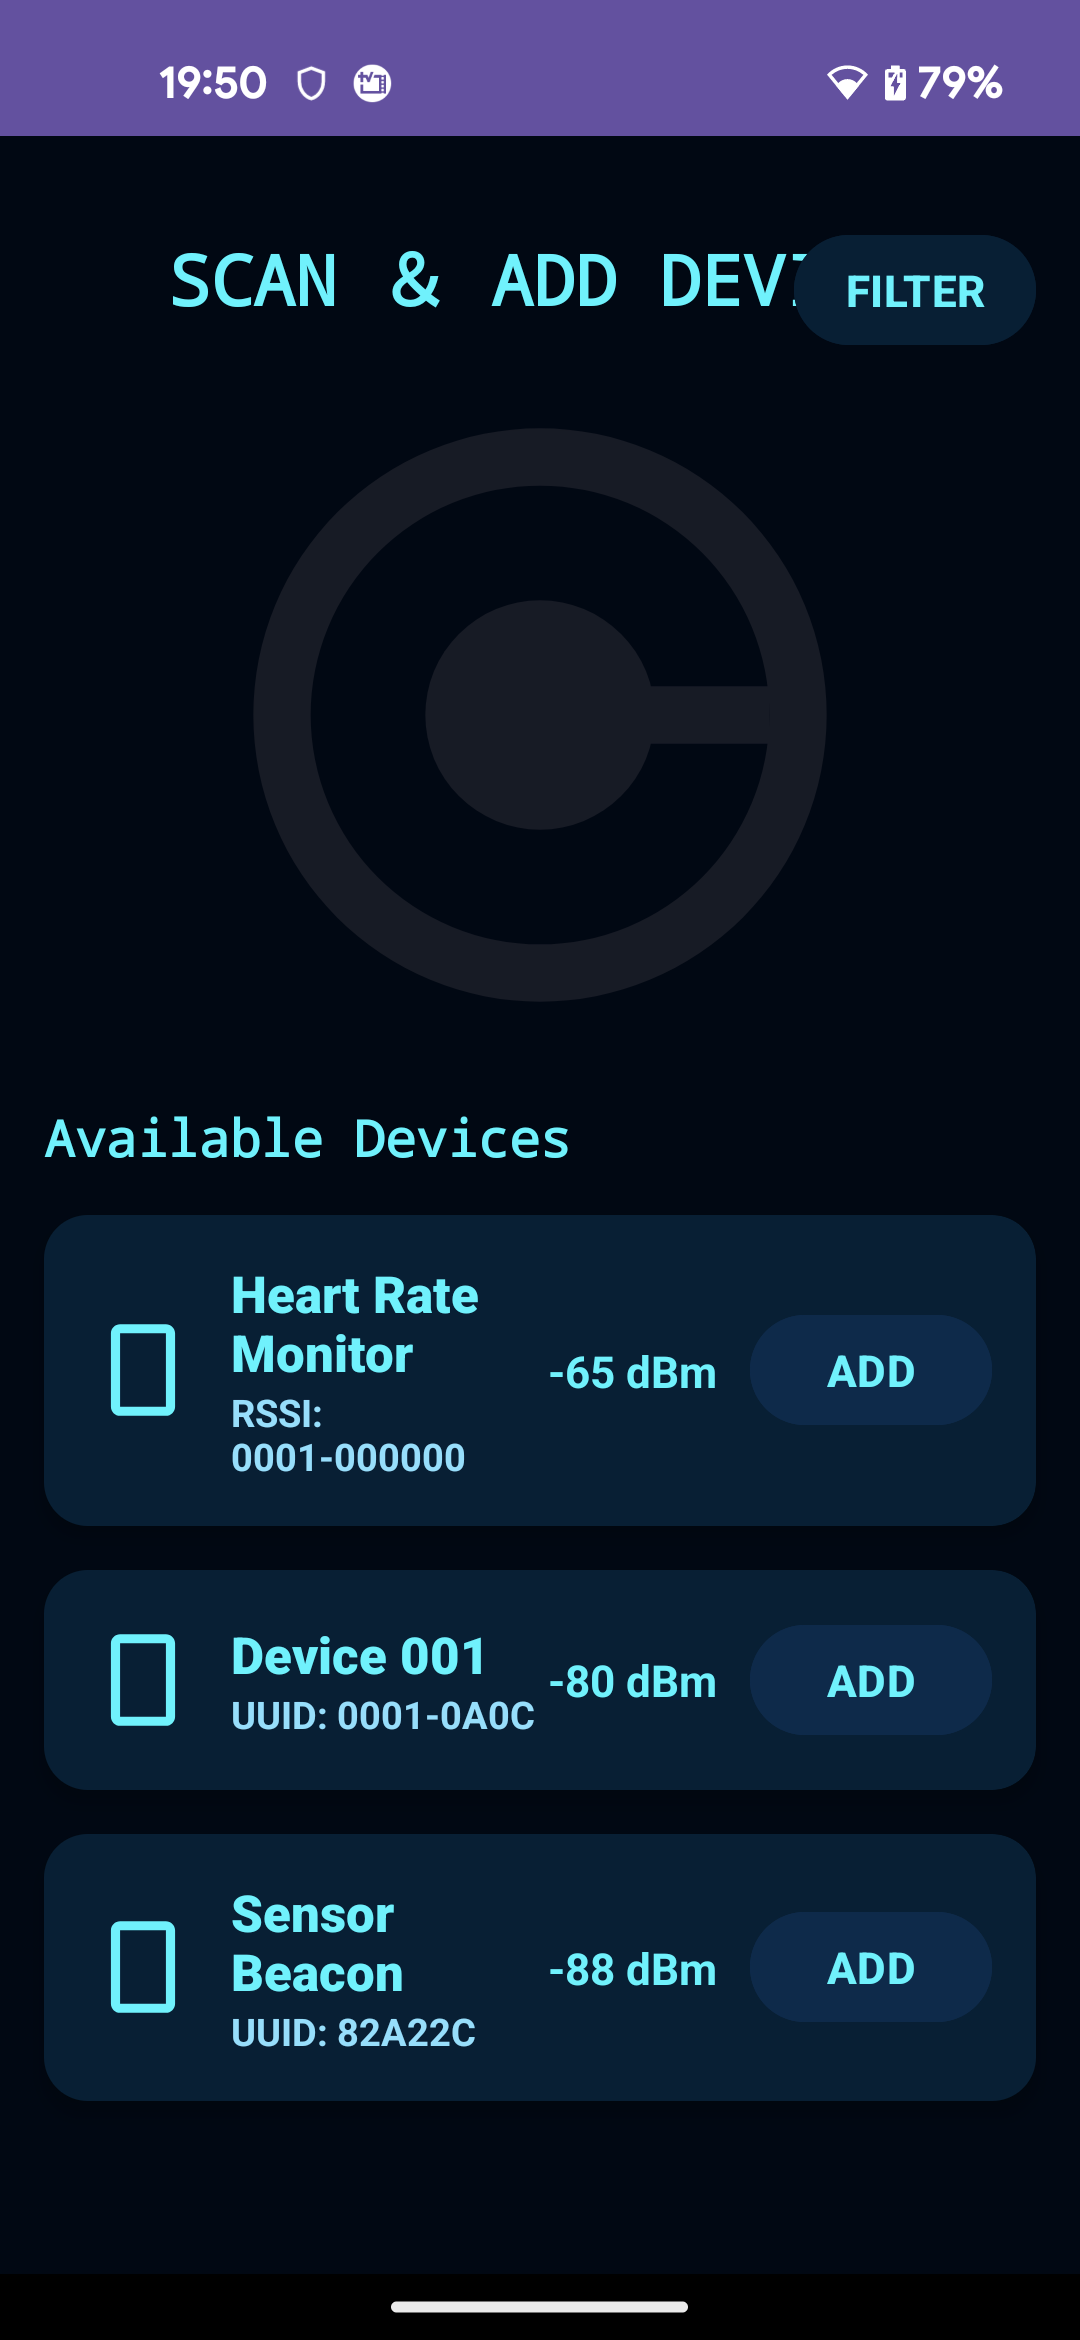 19:50 79%
SCAN & ADD DEV
FILTER
Available Devices
Heart Rate
Monitor
RSSI:
0001-000000
-65 dBm
ADD
Device 001
UUID: 0001-0A0C
-80 dBm
ADD
Sensor
Beacon
UUID: 82A22C
-88 dBm
ADD